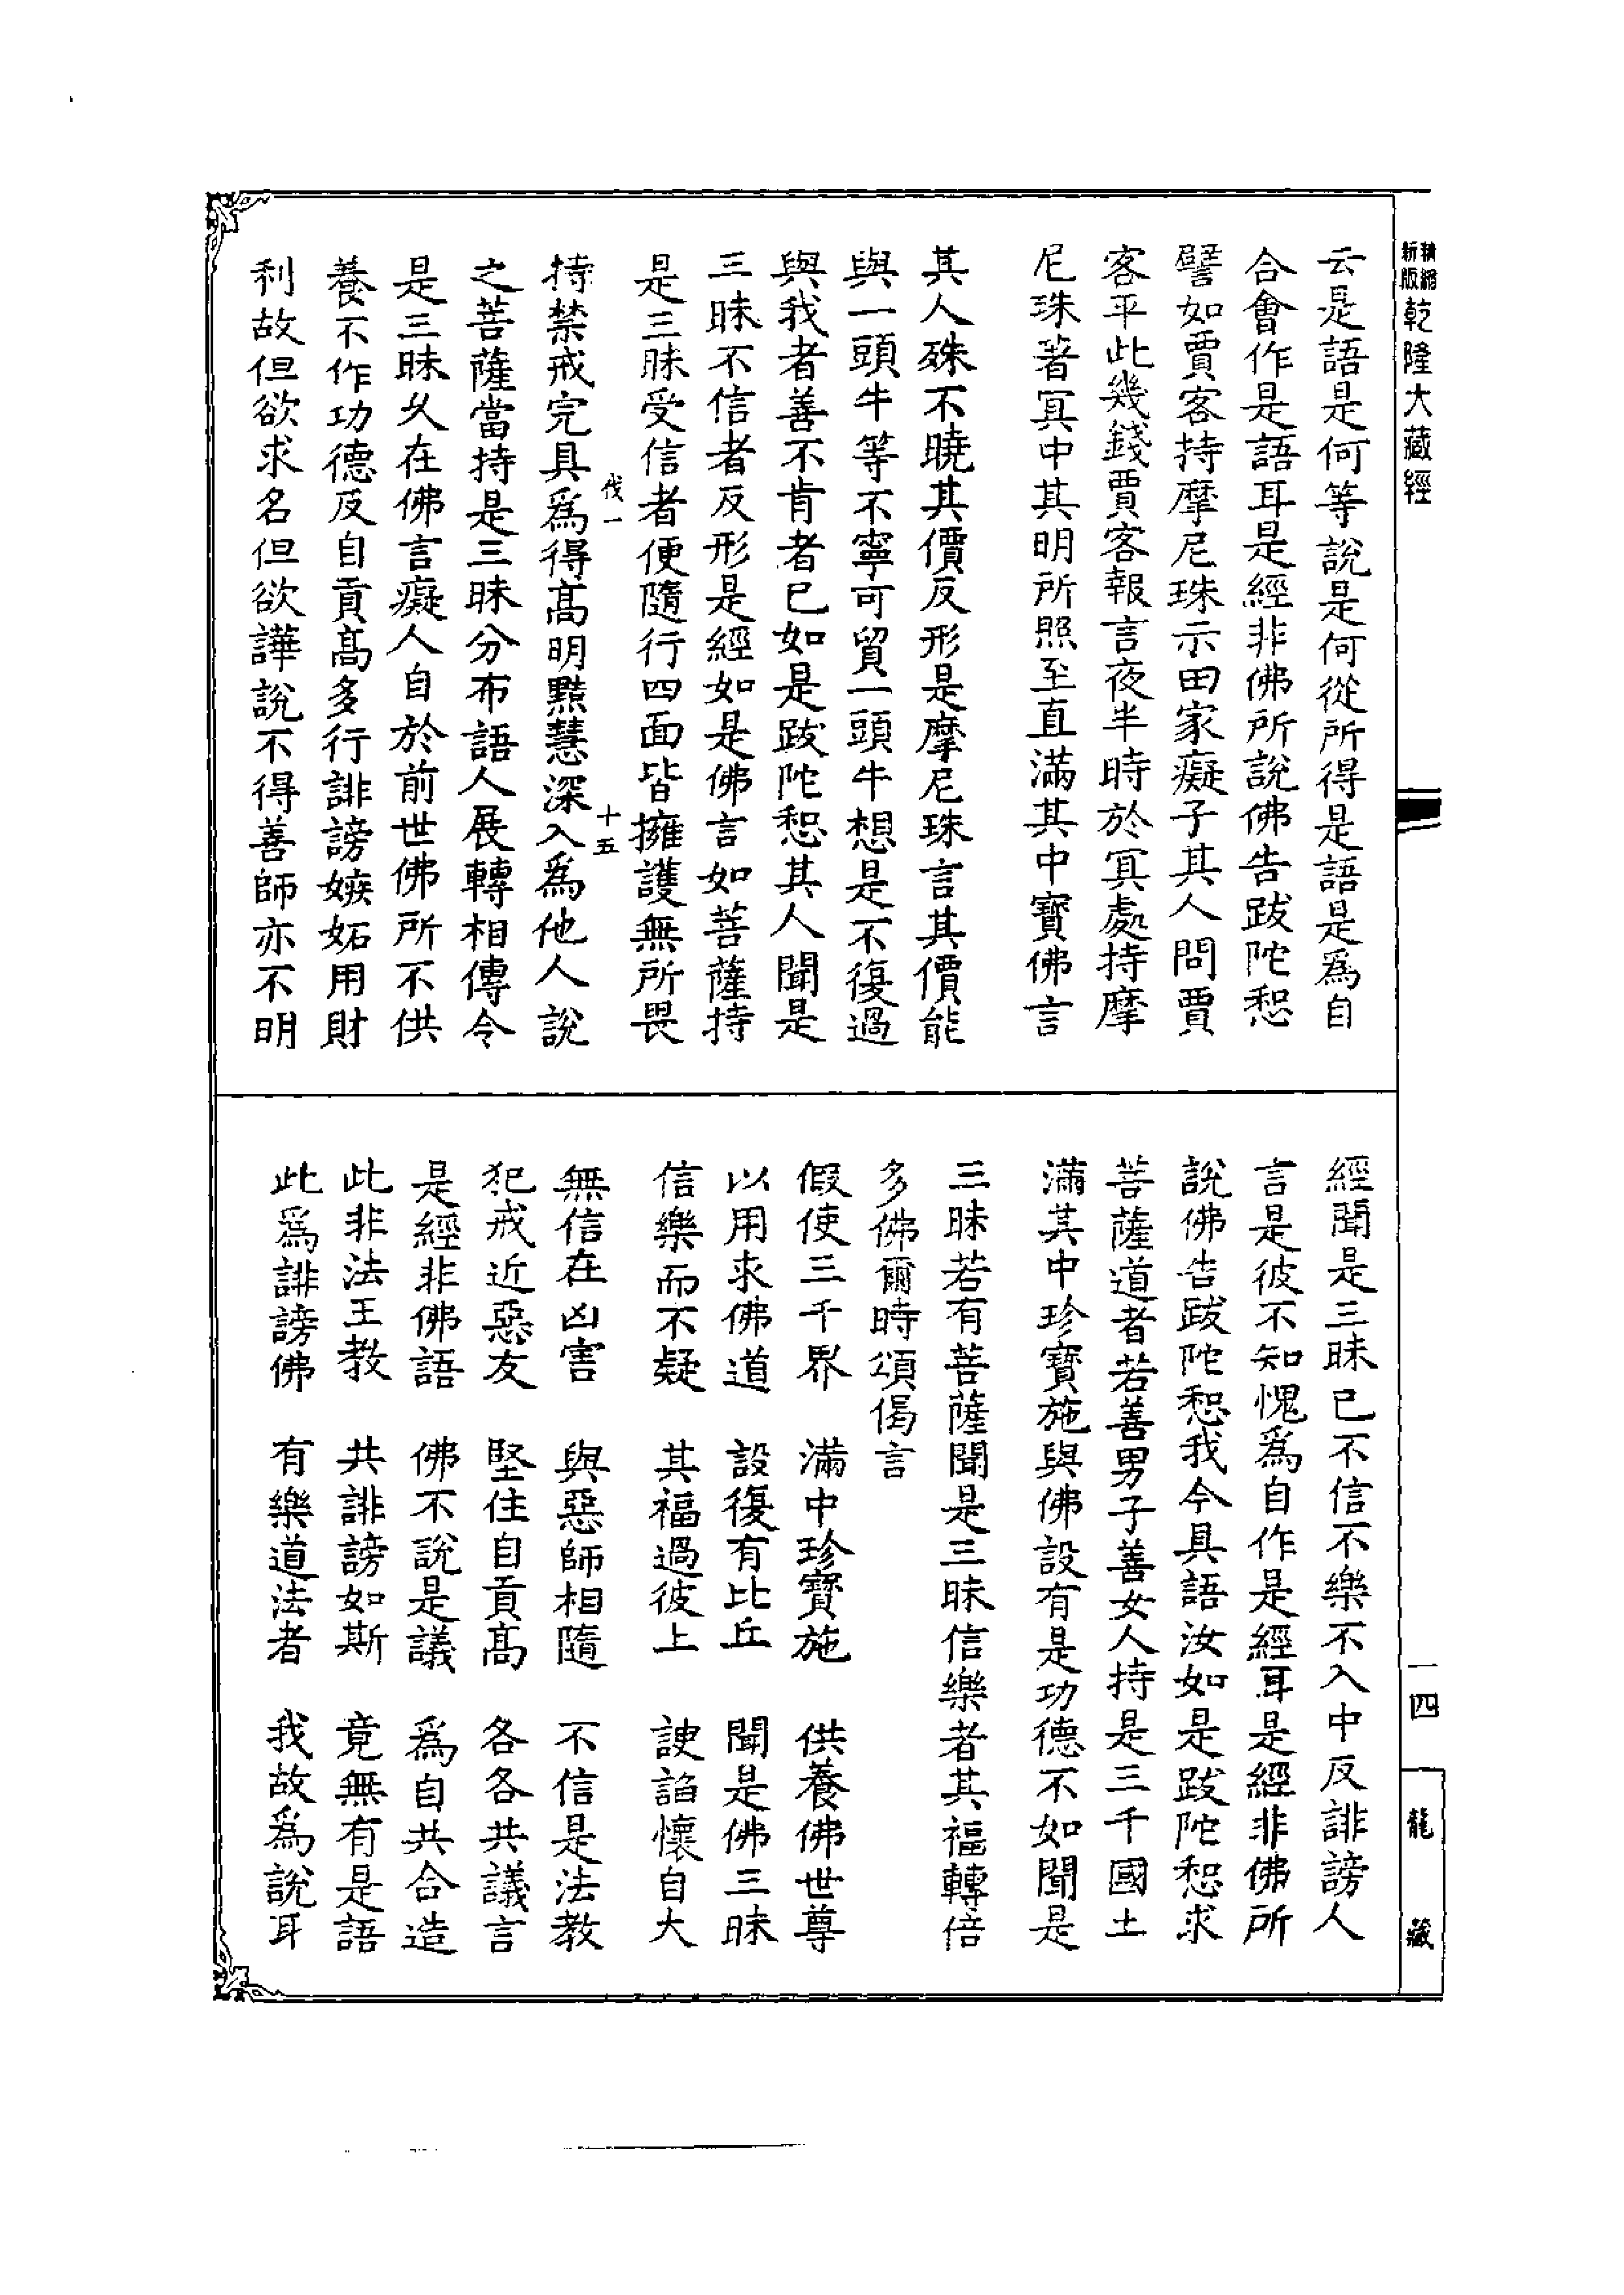 新版精縮
乾隆大藏經
云是語是何等說是何從所得是語是為自
合會作是語耳是經非佛所說佛告跋陀惒
譬如賈客持摩尼珠示田家癡子其人問賈
客平此幾錢賈客報言夜半時於冥處持摩
尼珠著冥中其明所照至直滿其中寶佛言
其人殊不曉其價反形是摩尼珠言其價能
與一頭牛等不寧可貿一頭牛想是不復過
與我者善不肯者已如是跋陀惒其人聞是
三昧不信者反形是經如是佛言如菩薩持
是三昧受信者便隨行四面皆擁護無所畏
伐一 十五
持禁戒完具為得高明黠慧深入為他人說
之菩薩當持是三昧分布語人展轉相傳令
是三昧久在佛言癡人自於前世佛所不供
養不作功德反自貢高多行誹謗嫉妬用財
利故但欲求名但欲譁說不得善師亦不明
經聞是三昧已不信不樂不入中反誹謗人
言是彼不知愧為自作是經耳是經非佛所
說佛告跋陀惒我今具語汝如是跋陀惒求
菩薩道者若善男子善女人持是三千國土
滿其中珍寶施與佛設有是功德不如聞是
三昧若有菩薩聞是三昧信樂者其福轉倍
多佛爾時頌偈言
假使三千界 滿中珍寶施 供養佛世尊
以用求佛道 設復有比丘 聞是佛三昧
信樂而不疑 其福過彼上 諛諂懷自大
無信在凶害 與惡師相隨 不信是法教
犯戒近惡友 堅住自貢高 各各共議言
是經非佛語 佛不說是議 為自共合造
此非法王教 共誹謗如斯 竟無有是語
此為誹謗佛 有樂道法者 我故為說耳
一四
龍藏